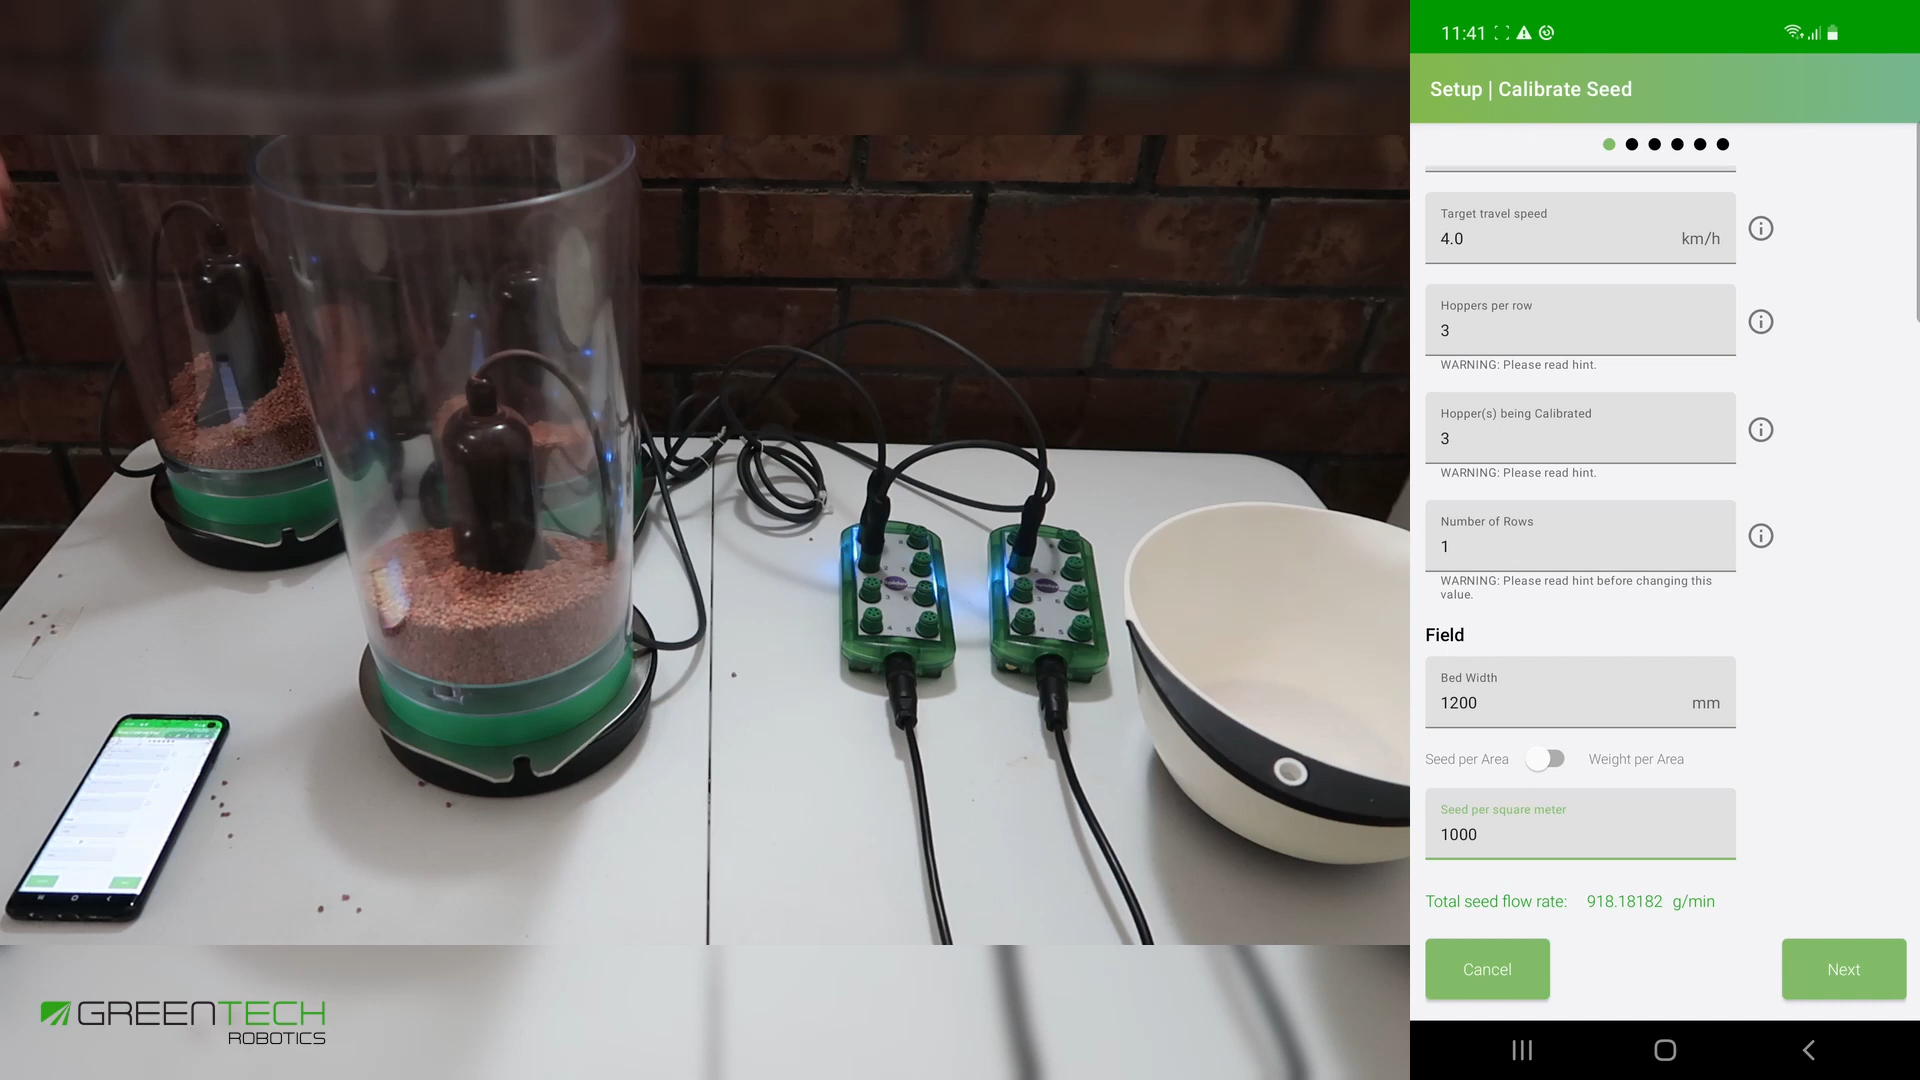 11:41
Setup | Calibrate Seed
Target travel speed
4.0 km/h
Hoppers per row
3
WARNING: Please read hint.
Hopper(s) being Calibrated
3
WARNING: Please read hint.
Number of Rows
1
WARNING: Please read hint before changing this
value.
Field
Bed Width
1200 mm
Seed per Area Weight per Area
Seed per square meter
1000
Total seed flow rate: 918.18182 g/min
Cancel Next
GREENTECH
ROBOTICS